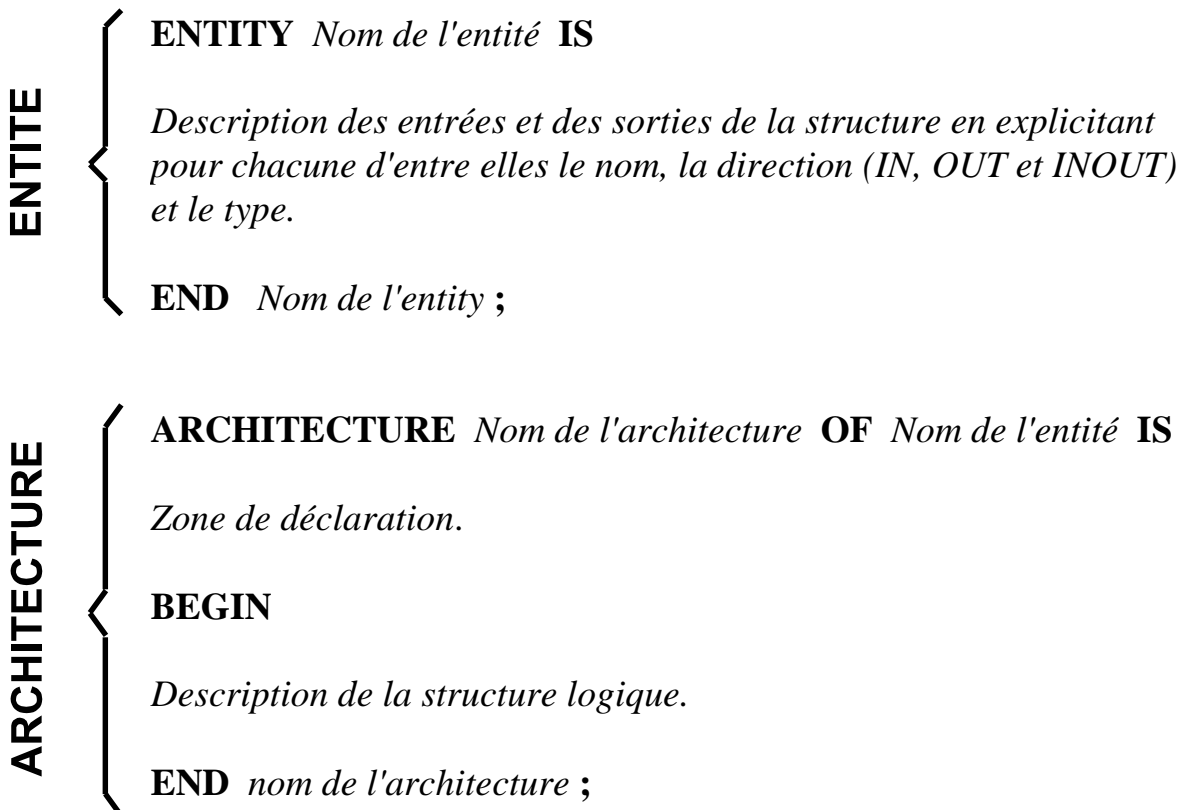 ENTITE
ENTITY Nom de l'entité IS
Description des entrées et des sorties de la structure en explicitant
pour chacune d'entre elles le nom, la direction (IN, OUT et INOUT)
et le type.
END Nom de l'entity ;
ARCHITECTURE
ARCHITECTURE Nom de l'architecture OF Nom de l'entité IS
Zone de déclaration.
BEGIN
Description de la structure logique.
END nom de l'architecture ;